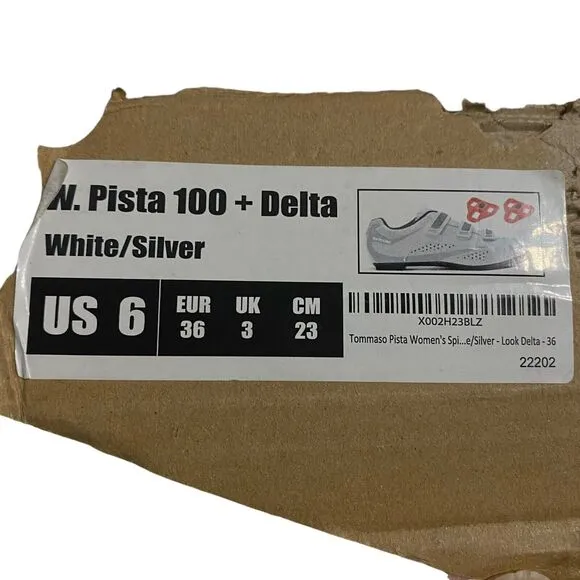 W. Pista 100 + Delta
White/Silver
US 6
EUR 36
UK 3
CM 23
X002H23BLZ
Tommaso Pista Women's Spi...e/Silver - Look Delta - 36
22202